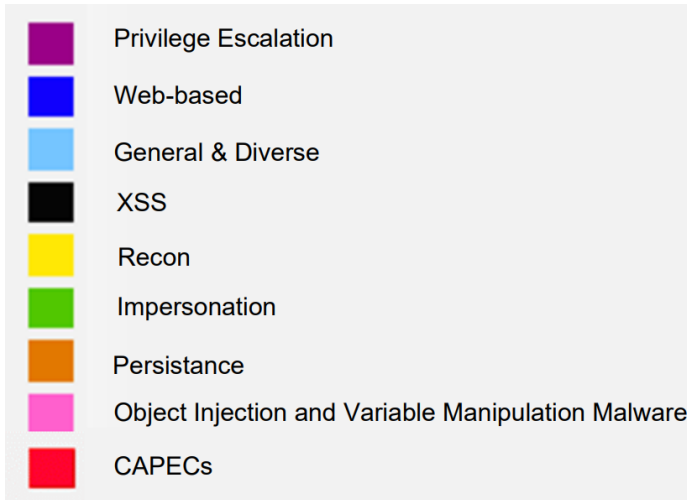 Privilege Escalation
Web-based
General & Diverse
XSS
Recon
Impersonation
Persistance
Object Injection and Variable Manipulation Malware
CAPECs